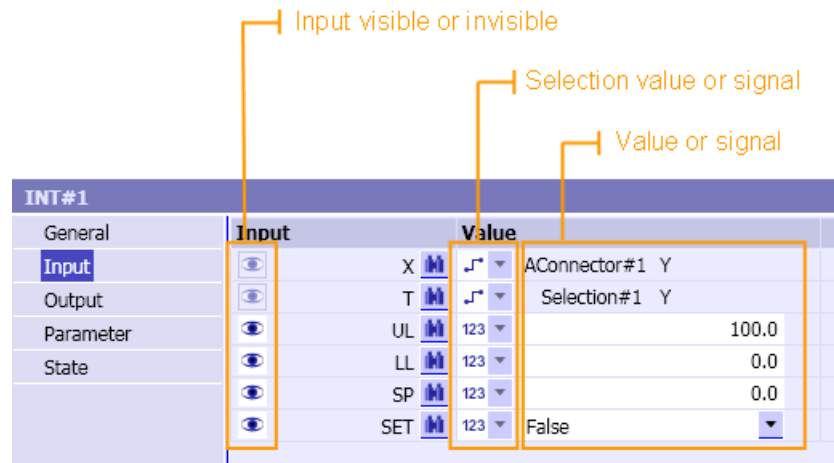 Input visible or invisible
Selection value or signal
Value or signal
INT#1
General Input Value
Input X AConnector#1 Y
Output T Selection#1 Y
Parameter UL 123 100.0
State LL 123 0.0
SP 123 0.0
SET 123 False